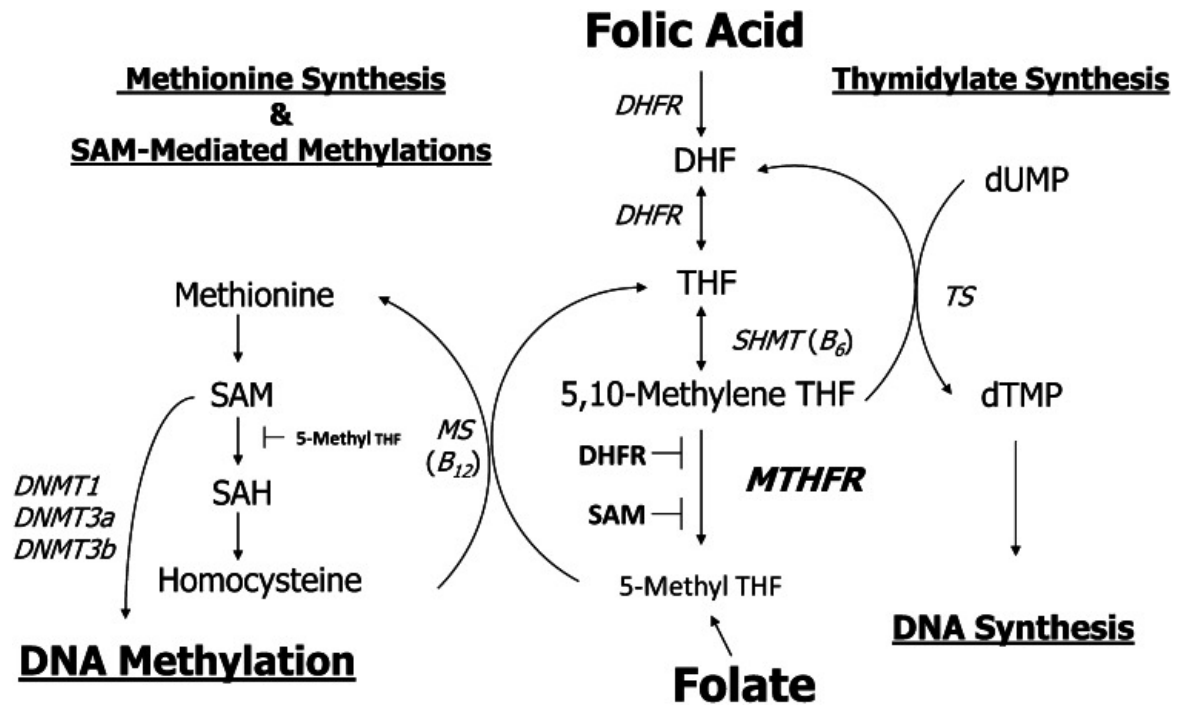 Folic Acid
Methionine Synthesis
&
SAM-Mediated Methylations
Thymidylate Synthesis
DHFR
DHF
dUMP
DHFR
THF
Methionine
TS
SHMT (B6)
SAM
5,10-Methylene THF
dTMP
5-Methyl THF
MS
(B12)
DHFR
MTHFR
SAH
SAM
DNMT1
DNMT3a
DNMT3b
Homocysteine
5-Methyl THF
DNA Synthesis
DNA Methylation
Folate